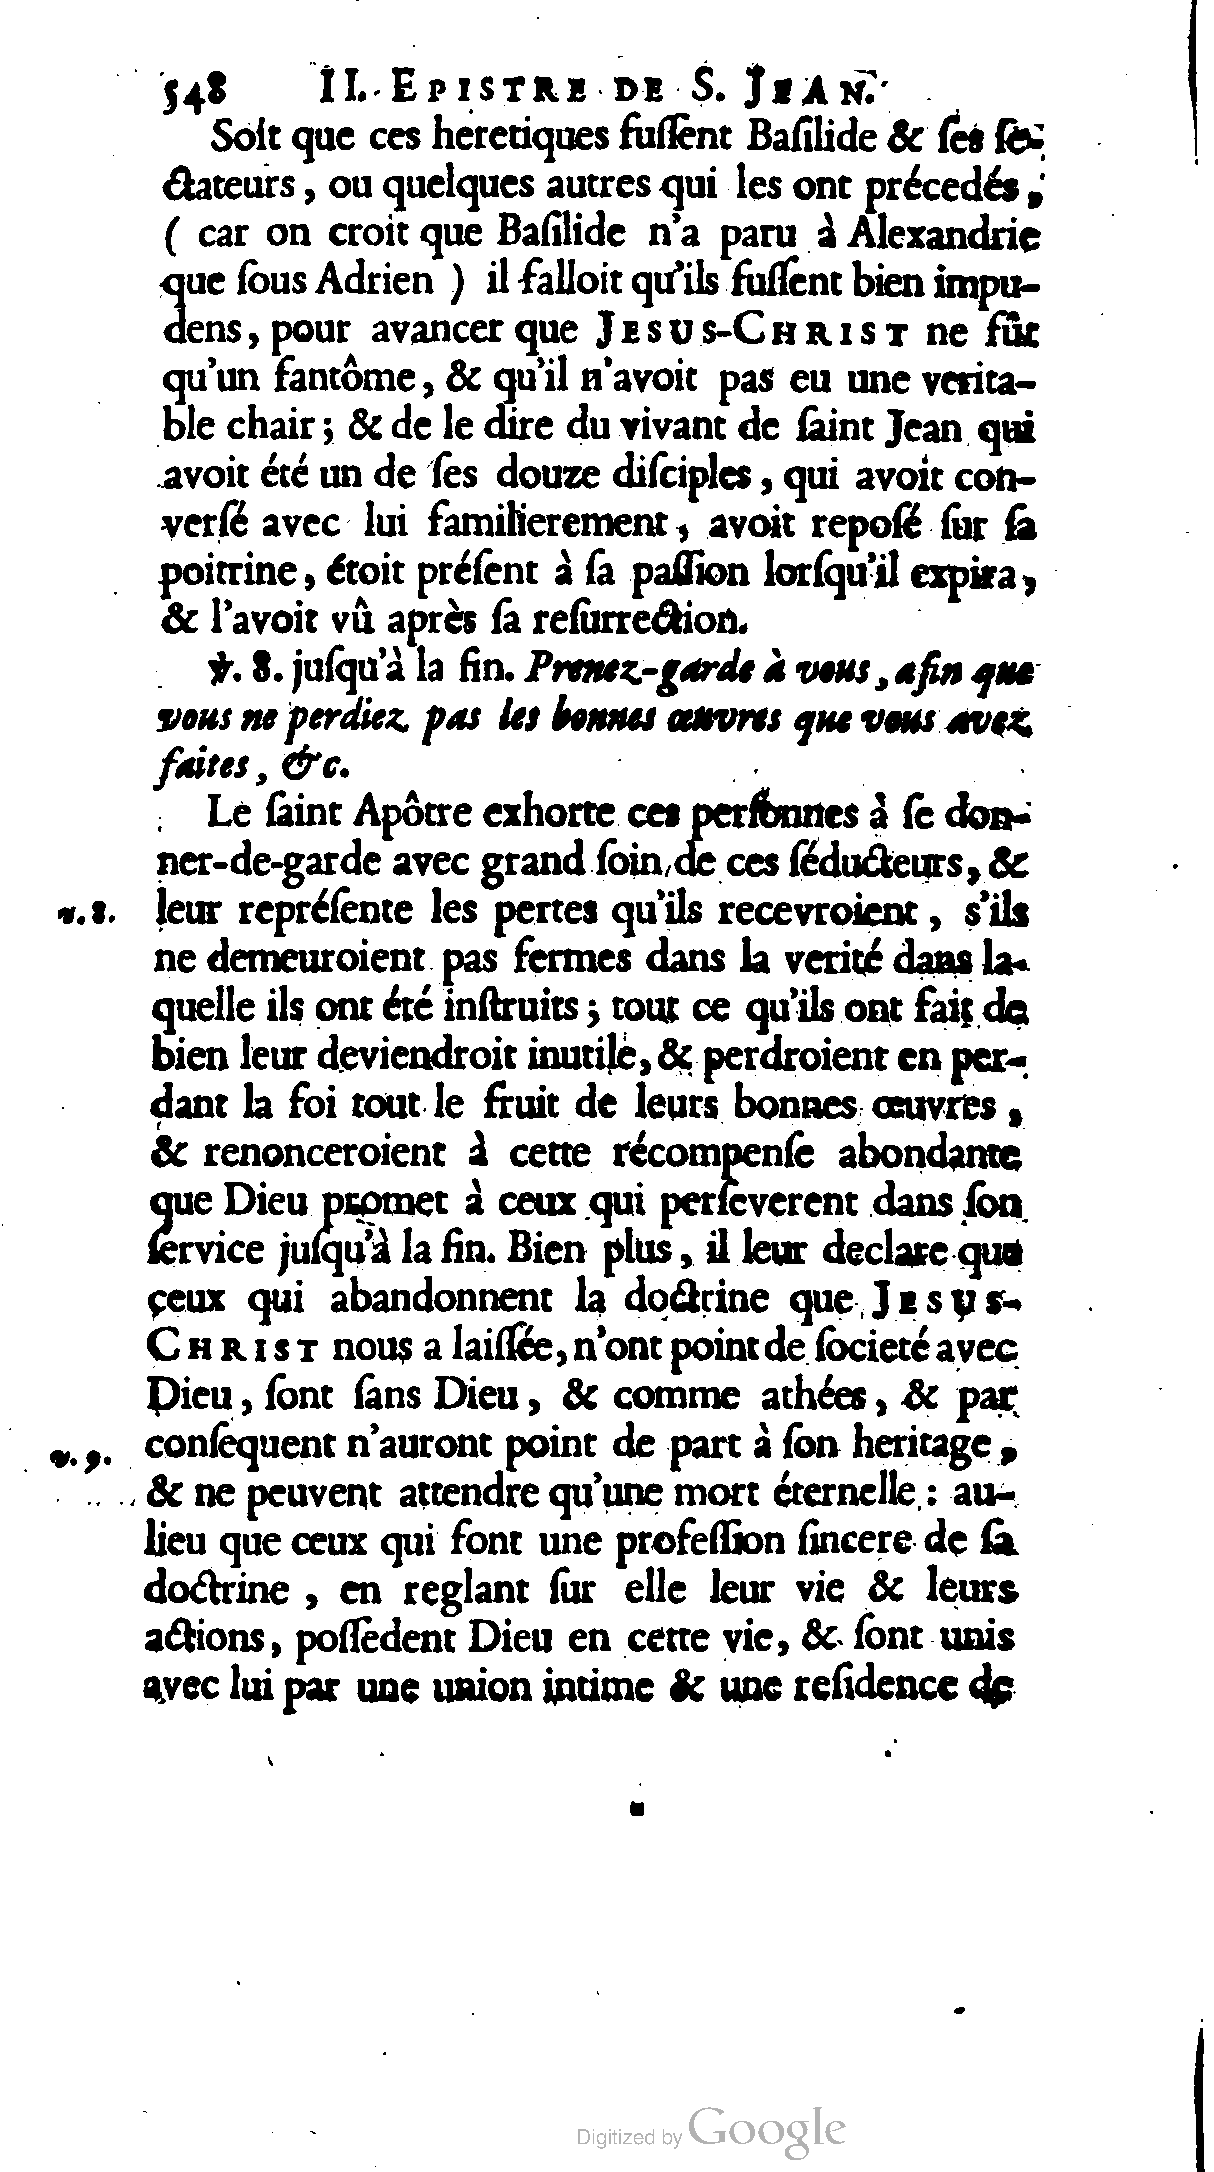 548 II. EPISTRE DE S. JEAN.
Soit que ces heretiques fuſſent Baſilide & ſes ſe-
ctateurs, ou quelques autres qui les ont précedés,
( car on croit que Baſilide n'a paru à Alexandrie
que ſous Adrien ) il falloit qu'ils fuſſent bien impu-
dens, pour avancer que JESUS-CHRIST ne fût
qu'un fantôme, & qu'il n'avoit pas eu une verita-
ble chair; & de le dire du vivant de ſaint Jean qui
avoit été un de ſes douze diſciples, qui avoit con-
verſé avec lui familierement, avoit repoſé ſur ſa
poitrine, étoit préſent à ſa paſſion lorſqu'il expira,
& l'avoit vû après ſa reſurrection.
℣. 8. juſqu'à la fin. Prenez-garde à vous, afin que
vous ne perdiez pas les bonnes œuvres que vous avez
faites, &c.
Le ſaint Apôtre exhorte ces perſonnes à ſe don-
ner-de-garde avec grand ſoin de ces ſéducteurs, &
v. 8. leur repréſente les pertes qu'ils recevroient, s'ils
ne demeuroient pas fermes dans la verité dans la-
quelle ils ont été inſtruits; tout ce qu'ils ont fait de
bien leur deviendroit inutile, & perdroient en per-
dant la foi tout le fruit de leurs bonnes œuvres,
& renonceroient à cette récompenſe abondante
que Dieu promet à ceux qui perſeverent dans ſon
ſervice juſqu'à la fin. Bien plus, il leur declare que
ceux qui abandonnent la doctrine que JESUS-
CHRIST nous a laiſſée, n'ont point de ſocieté avec
Dieu, ſont ſans Dieu, & comme athées, & par
v. 9. conſequent n'auront point de part à ſon heritage,
& ne peuvent attendre qu'une mort éternelle : au-
lieu que ceux qui font une profeſſion ſincere de ſa
doctrine, en reglant ſur elle leur vie & leurs
actions, poſſedent Dieu en cette vie, & ſont unis
avec lui par une union intime & une reſidence de
Digitized by Google